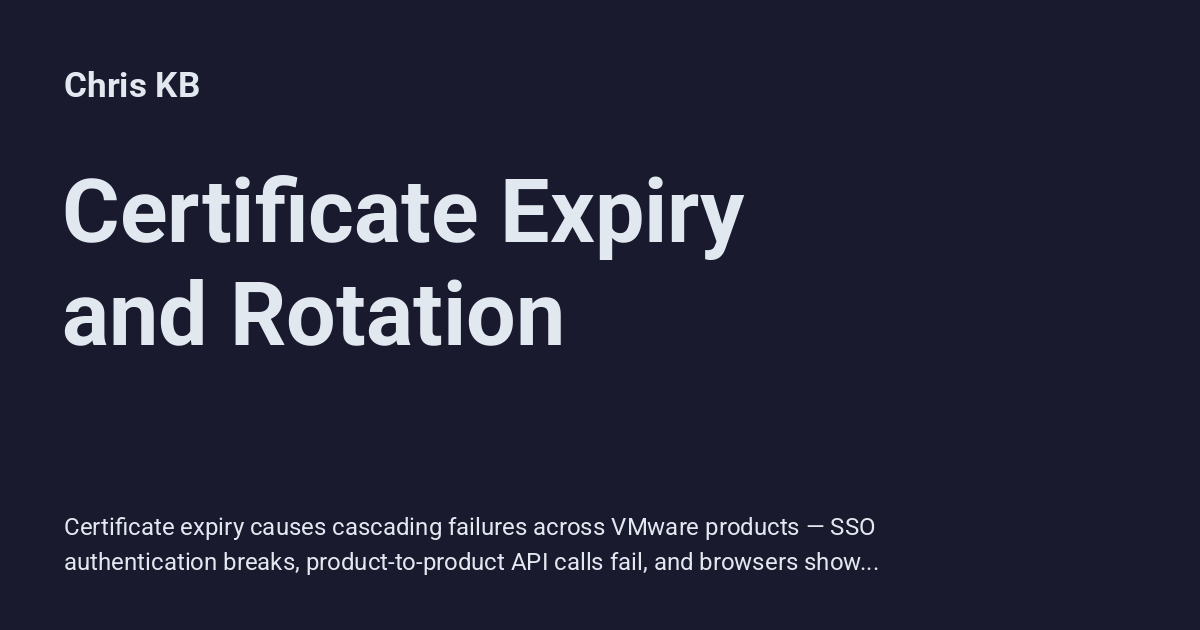 Chris KB
Certificate Expiry
and Rotation
Certificate expiry causes cascading failures across VMware products — SSO
authentication breaks, product-to-product API calls fail, and browsers show...